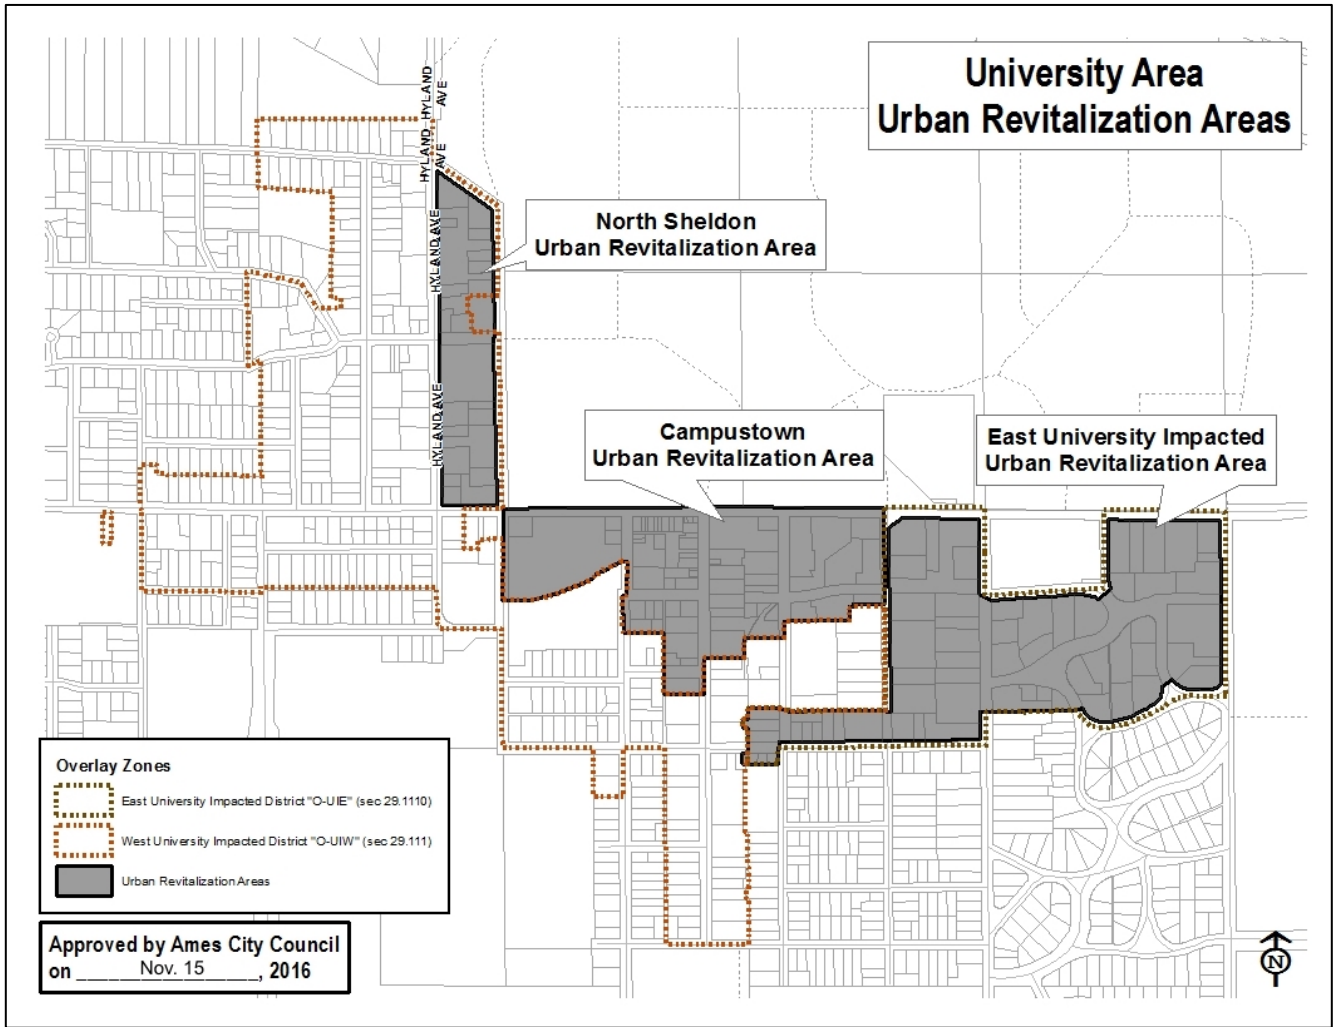 University Area
Urban Revitalization Areas
HYLAND
AVE
HYLAND
AVE
HYLAND AVE
HYLAND AVE
North Sheldon
Urban Revitalization Area
Campustown
Urban Revitalization Area
East University Impacted
Urban Revitalization Area
Overlay Zones
East University Impacted District "O-UIE" (sec 29.1110)
West University Impacted District "O-UIW" (sec 29.111)
Urban Revitalization Areas
Approved by Ames City Council
on Nov. 15, 2016
N